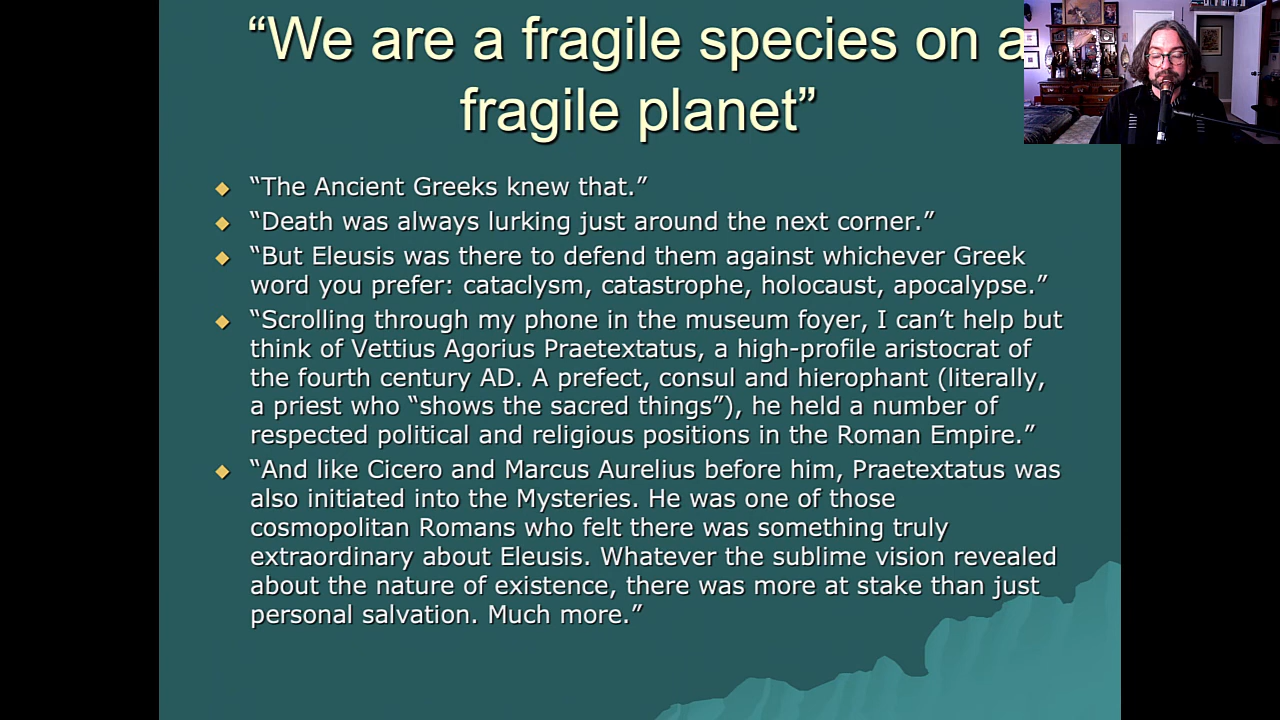 “We are a fragile species on a
fragile planet”
“The Ancient Greeks knew that.”
“Death was always lurking just around the next corner.”
“But Eleusis was there to defend them against whichever Greek
word you prefer: cataclysm, catastrophe, holocaust, apocalypse.”
“Scrolling through my phone in the museum foyer, I can’t help but
think of Vettius Agorius Praetextatus, a high-profile aristocrat of
the fourth century AD. A prefect, consul and hierophant (literally,
a priest who “shows the sacred things”), he held a number of
respected political and religious positions in the Roman Empire.”
“And like Cicero and Marcus Aurelius before him, Praetextatus was
also initiated into the Mysteries. He was one of those
cosmopolitan Romans who felt there was something truly
extraordinary about Eleusis. Whatever the sublime vision revealed
about the nature of existence, there was more at stake than just
personal salvation. Much more.”